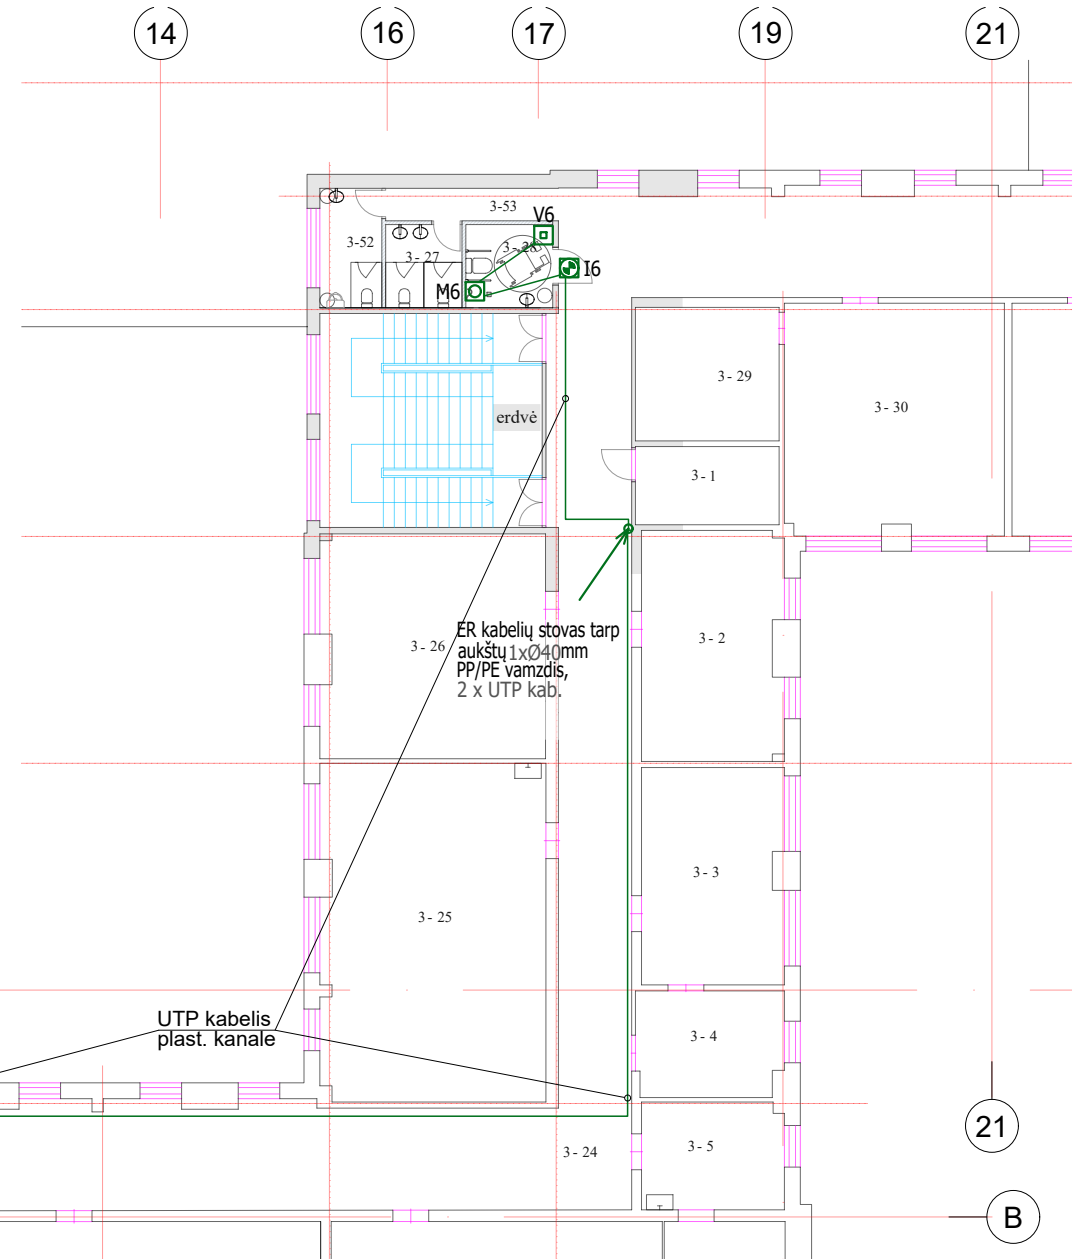 14
16
17
19
21
3-53
V6
3-52
3- 27
3- 28
I6
M6
3- 29
3- 30
erdvė
3- 1
ER kabelių stovas tarp
aukštų 1xØ40mm
PP/PE vamzdis,
2 x UTP kab.
3- 26
3- 2
3- 3
3- 25
UTP kabelis
plast. kanale
3- 4
21
3- 24
3- 5
B